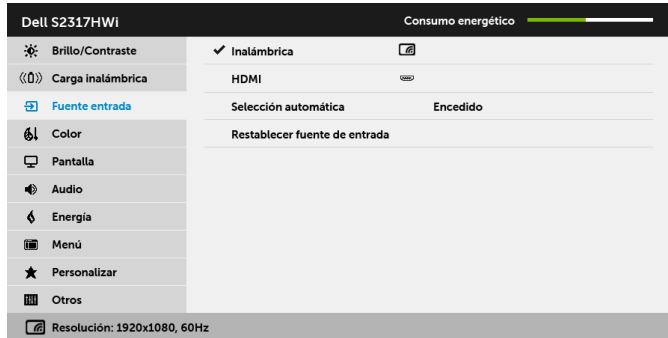 Dell S2317HWi Consumo energético
Brillo/Contraste ✔ Inalámbrica
Carga inalámbrica HDMI
Fuente entrada Selección automática Encedido
Color Restablecer fuente de entrada
Pantalla
Audio
Energía
Menú
Personalizar
Otros
Resolución: 1920x1080, 60Hz